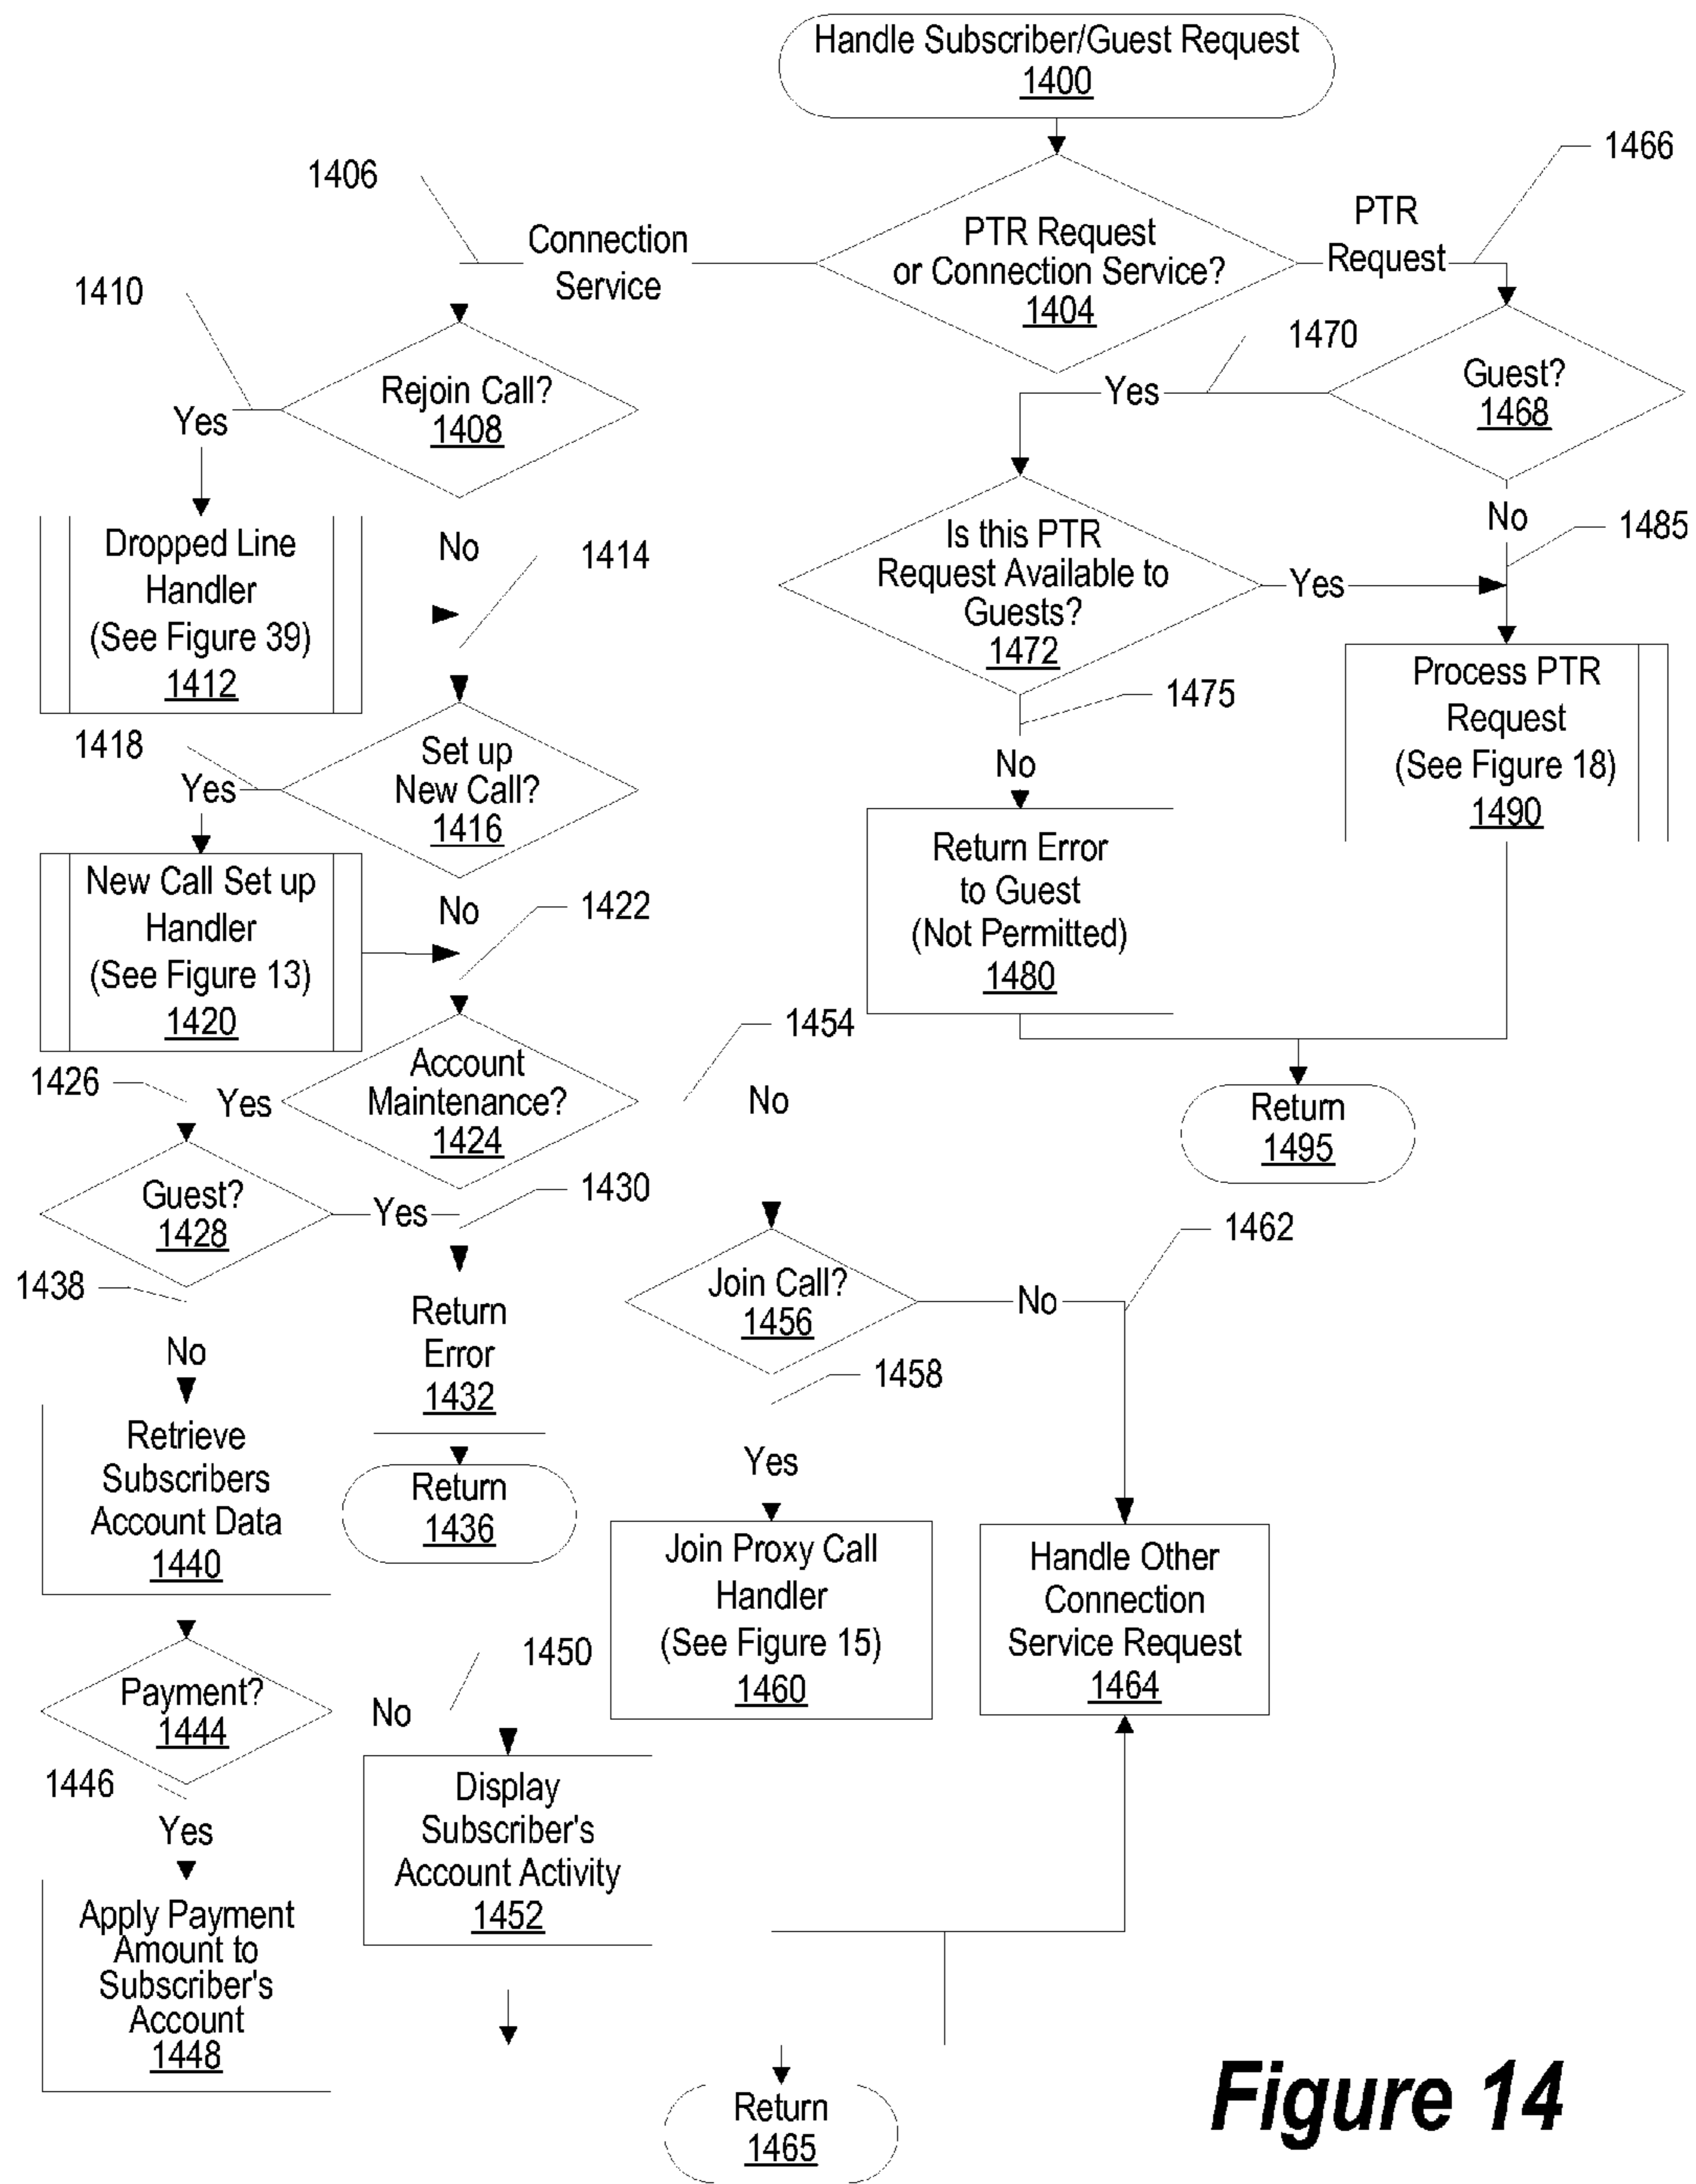 Handle Subscriber/Guest Request
1400
1466
1406
PTR
Request
Connection
Service
PTR Request
or Connection Service?
1404
1410
1470
Rejoin Call?
1408
Yes
Yes
Guest?
1468
No
1485
Dropped Line
Handler
(See Figure 39)
1412
No
1414
Is this PTR
Request Available to
Guests?
1472
Yes
1475
Process PTR
Request
(See Figure 18)
1490
1418
Yes
Set up
New Call?
1416
No
Return Error
to Guest
(Not Permitted)
1480
New Call Set up
Handler
(See Figure 13)
1420
No
1422
1454
1426
Yes
Account
Maintenance?
1424
No
Return
1495
Guest?
1428
Yes
1430
1462
1438
No
Return
Error
1432
Join Call?
1456
No
1458
Retrieve
Subscribers
Account Data
1440
Return
1436
Yes
Join Proxy Call
Handler
(See Figure 15)
1460
Handle Other
Connection
Service Request
1464
Payment?
1444
No
1450
1446
Yes
Display
Subscriber's
Account Activity
1452
Apply Payment
Amount to
Subscriber's
Account
1448
Return
1465
Figure 14